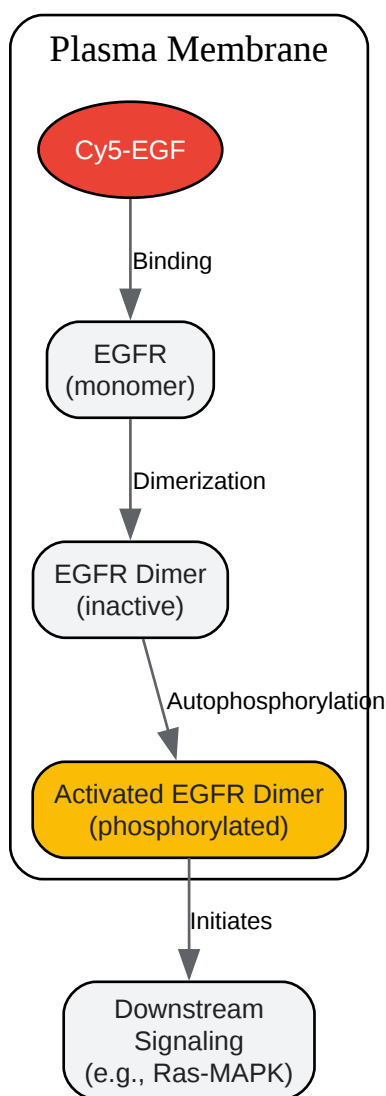 Plasma Membrane
Cy5-EGF
Binding
EGFR
(monomer)
Dimerization
EGFR Dimer
(inactive)
Autophosphorylation
Activated EGFR Dimer
(phosphorylated)
Initiates
Downstream
Signaling
(e.g., Ras-MAPK)